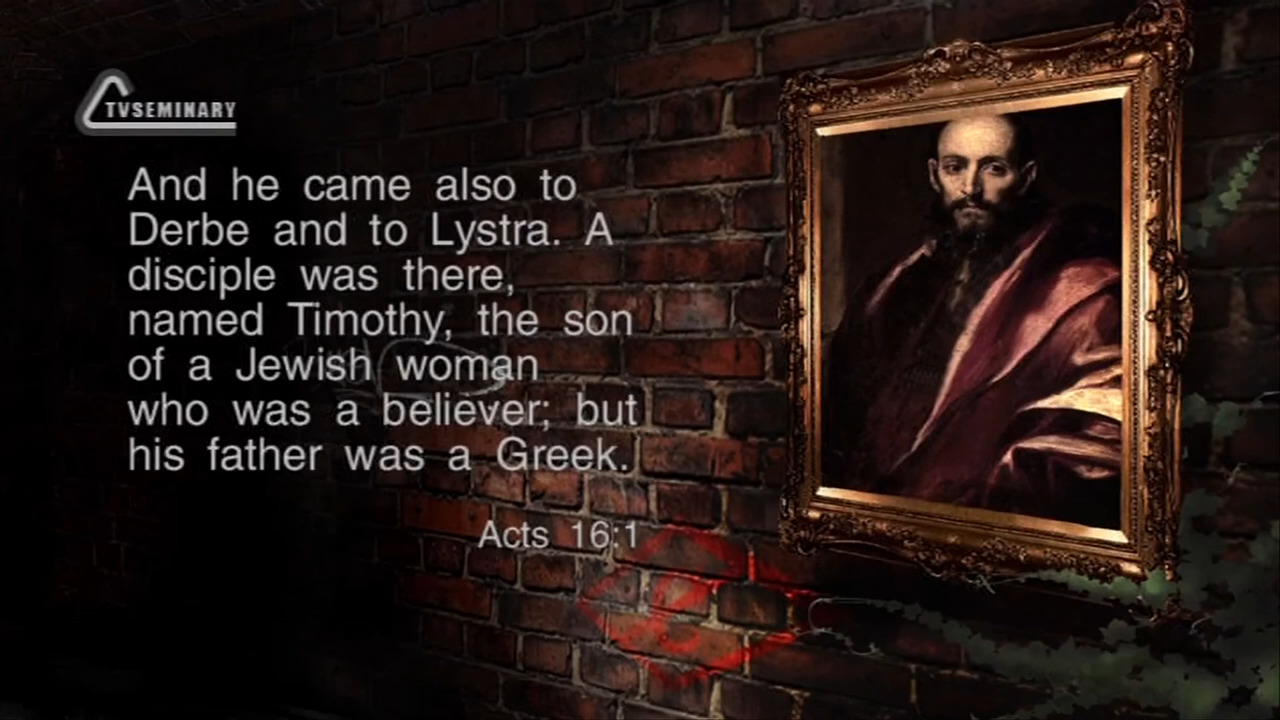 TVSEMINARY
And he came also to
Derbe and to Lystra. A
disciple was there,
named Timothy, the son
of a Jewish woman
who was a believer; but
his father was a Greek.
Acts 16:1